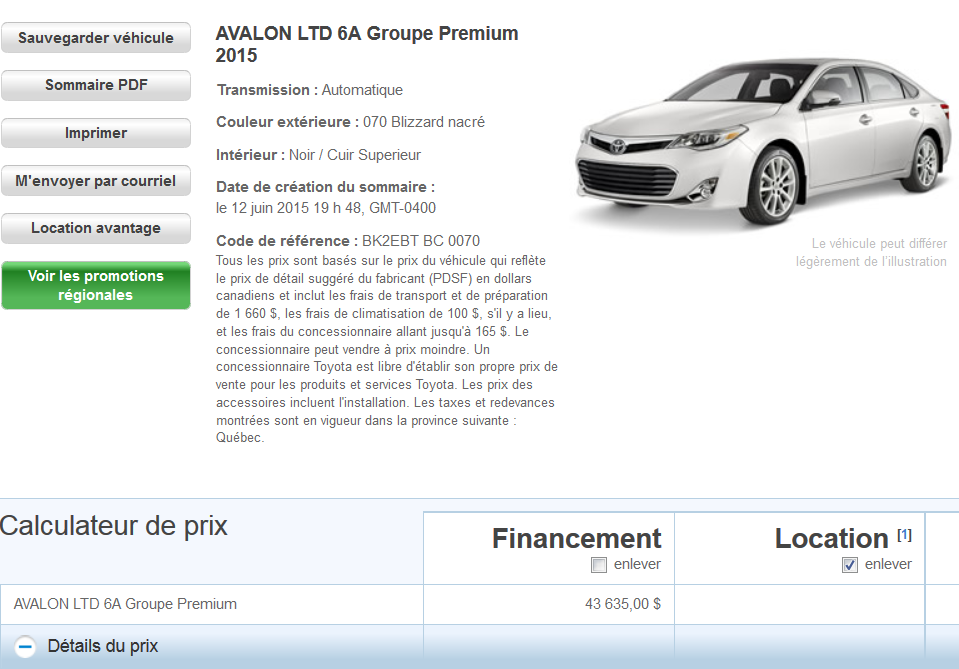 Sauvegarder véhicule
Sommaire PDF
Imprimer
M'envoyer par courriel
Location avantage
Voir les promotions
régionales
AVALON LTD 6A Groupe Premium
2015
Transmission : Automatique
Couleur extérieure : 070 Blizzard nacré
Intérieur : Noir / Cuir Superieur
Date de création du sommaire :
le 12 juin 2015 19 h 48, GMT-0400
Code de référence : BK2EBT BC 0070
Tous les prix sont basés sur le prix du véhicule qui reflète
le prix de détail suggéré du fabricant (PDSF) en dollars
canadiens et inclut les frais de transport et de préparation
de 1 660 $, les frais de climatisation de 100 $, s'il y a lieu,
et les frais du concessionnaire allant jusqu'à 165 $. Le
concessionnaire peut vendre à prix moindre. Un
concessionnaire Toyota est libre d'établir son propre prix de
vente pour les produits et services Toyota. Les prix des
accessoires incluent l'installation. Les taxes et redevances
montrées sont en vigueur dans la province suivante :
Québec.
Le véhicule peut différer
légèrement de l'illustration
Calculateur de prix
Financement
enlever
Location [1]
enlever
AVALON LTD 6A Groupe Premium
43 635,00 $
Détails du prix